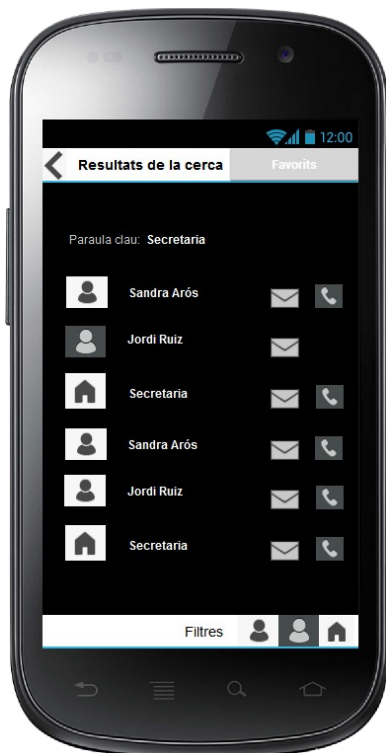 12:00
Resultats de la cerca Favorits
Paraula clau: Secretaria
Sandra Arós
Jordi Ruiz
Secretaria
Sandra Arós
Jordi Ruiz
Secretaria
Filtres